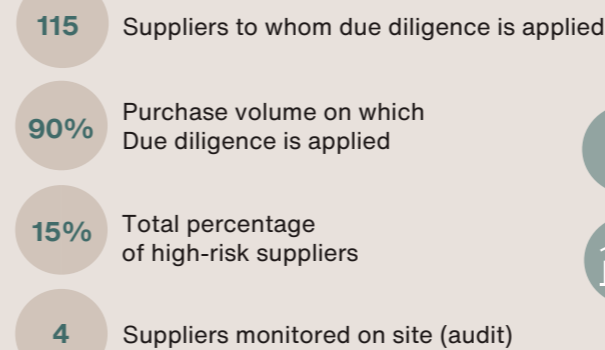 115
Suppliers to whom due diligence is applied
90%
Purchase volume on which
Due diligence is applied
15%
Total percentage
of high-risk suppliers
4
Suppliers monitored on site (audit)